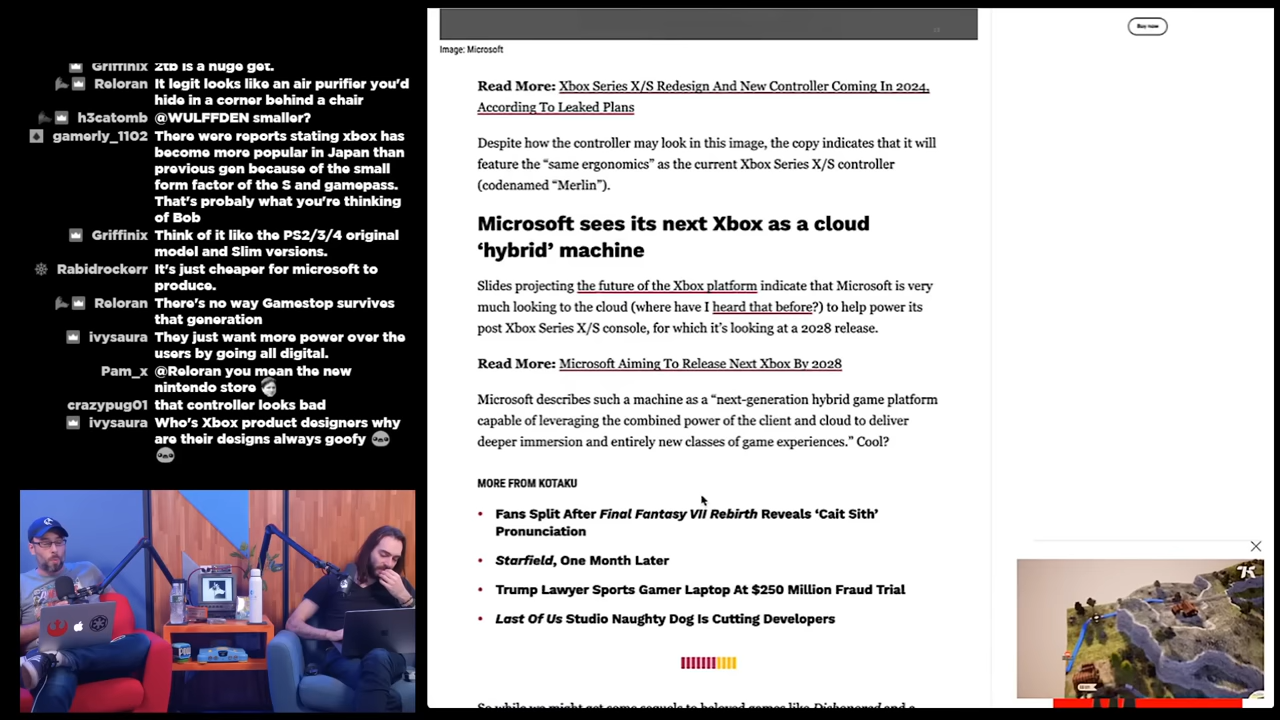 Griffinix 2tb is a huge get.
Reloran It legit looks like an air purifier you'd
hide in a corner behind a chair
h3catomb @WULFFDEN smaller?
gamerly_1102 There were reports stating xbox has
become more popular in Japan than
previous gen because of the small
form factor of the S and gamepass.
That's probaly what you're thinking
of Bob
Griffinix Think of it like the PS2/3/4 original
model and Slim versions.
Rabidrockerr It's just cheaper for microsoft to
produce.
Reloran There's no way Gamestop survives
that generation
ivysaura They just want more power over the
users by going all digital.
Pam_x @Reloran you mean the new
nintendo store
crazypug01 that controller looks bad
ivysaura Who's Xbox product designers why
are their designs always goofy
Image: Microsoft
Read More: Xbox Series X/S Redesign And New Controller Coming In 2024,
According To Leaked Plans
Despite how the controller may look in this image, the copy indicates that it will
feature the “same ergonomics” as the current Xbox Series X/S controller
(codenamed “Merlin”).
Microsoft sees its next Xbox as a cloud
‘hybrid’ machine
Slides projecting the future of the Xbox platform indicate that Microsoft is very
much looking to the cloud (where have I heard that before?) to help power its
post Xbox Series X/S console, for which it’s looking at a 2028 release.
Read More: Microsoft Aiming To Release Next Xbox By 2028
Microsoft describes such a machine as a “next-generation hybrid game platform
capable of leveraging the combined power of the client and cloud to deliver
deeper immersion and entirely new classes of game experiences.” Cool?
MORE FROM KOTAKU
• Fans Split After Final Fantasy VII Rebirth Reveals ‘Cait Sith’
Pronunciation
• Starfield, One Month Later
• Trump Lawyer Sports Gamer Laptop At $250 Million Fraud Trial
• Last Of Us Studio Naughty Dog Is Cutting Developers
So while we might get some sequels to beloved games like Dishonored and a
Buy now